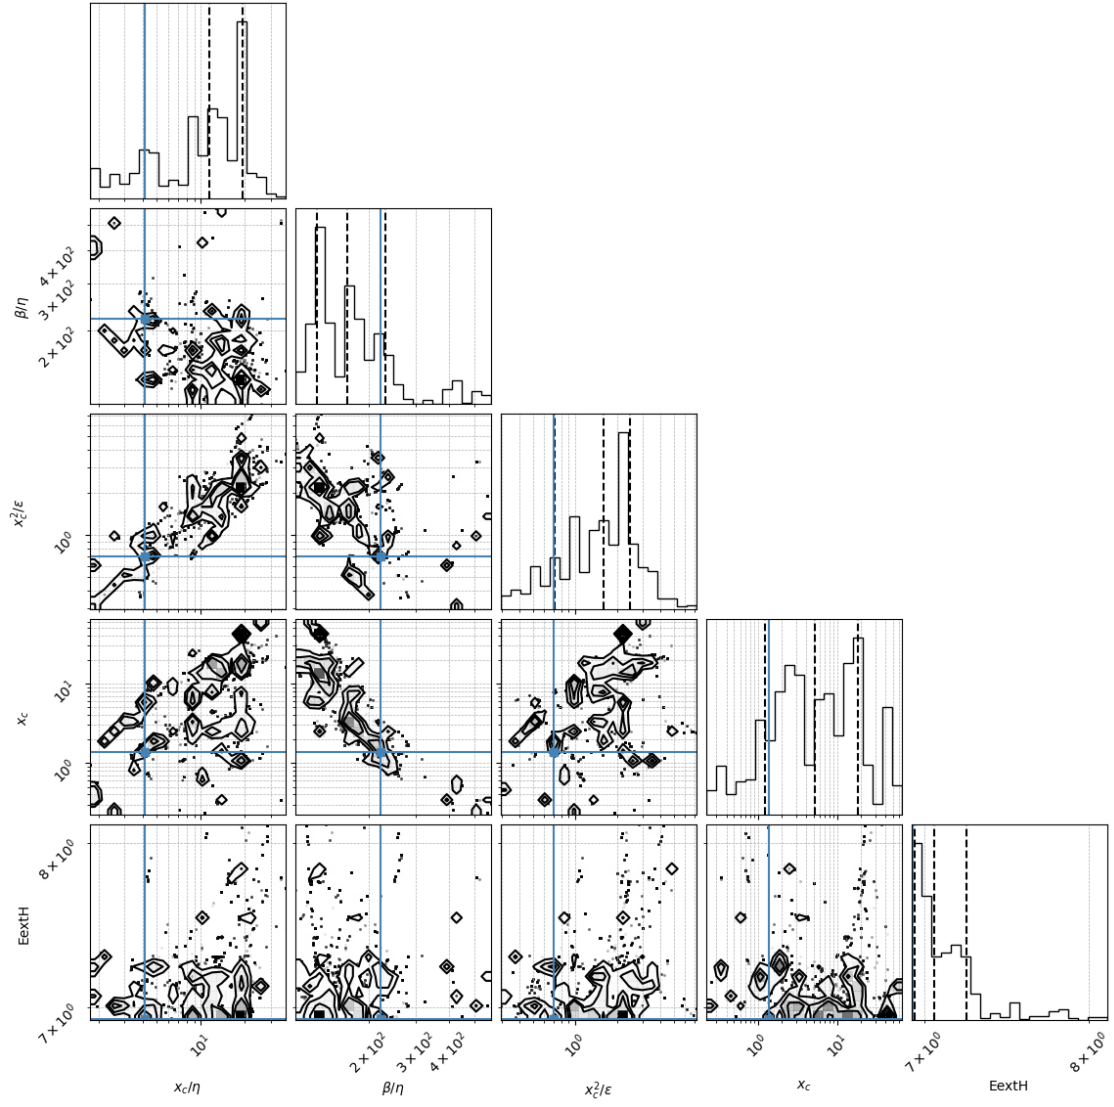 β/η
4 × 10²
3 × 10²
2 × 10²
x_c²/ε
10⁰
x_c
10¹
10⁰
EextH
8 × 10⁰
7 × 10⁰
10¹
2 × 10²
3 × 10²
4 × 10²
10⁰
10⁰
10¹
7 × 10⁰
8 × 10⁰
x_c/η
β/η
x_c²/ε
x_c
EextH